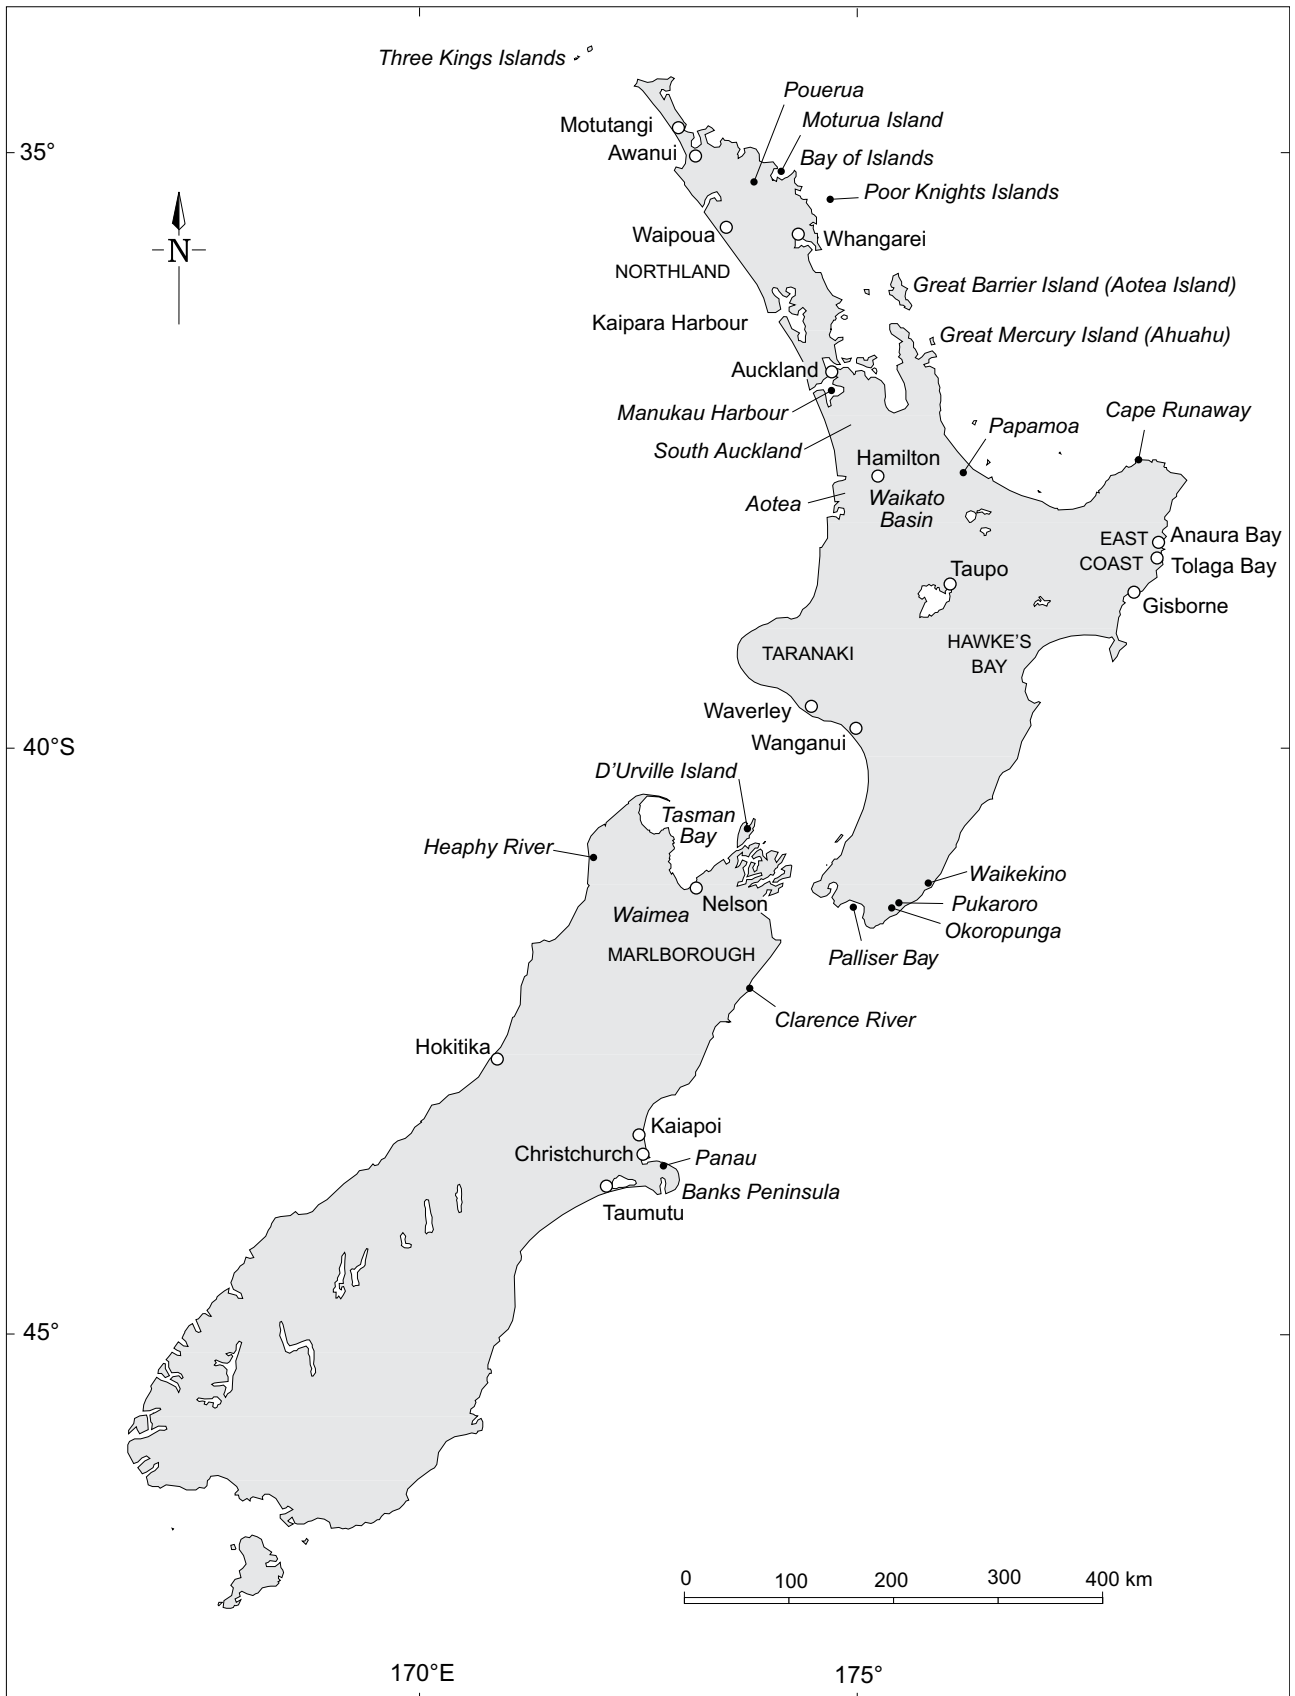 Three Kings Islands
Pouerua
Moturua Island
Motutangi
35°
Awanui
Bay of Islands
Poor Knights Islands
N
Waipoua
Whangarei
NORTHLAND
Great Barrier Island (Aotea Island)
Kaipara Harbour
Great Mercury Island (Ahuahu)
Auckland
Manukau Harbour
Cape Runaway
Papamoa
South Auckland
Hamilton
Aotea
Waikato
Basin
EAST
COAST
Anaura Bay
Tolaga Bay
Taupo
Gisborne
HAWKE'S
BAY
TARANAKI
Waverley
Wanganui
40°S
D'Urville Island
Tasman
Bay
Heaphy River
Waikekino
Nelson
Pukaroro
Waimea
Okoropunga
MARLBOROUGH
Palliser Bay
Clarence River
Hokitika
Kaiapoi
Christchurch
Panau
Banks Peninsula
Taumutu
45°
0 100 200 300 400 km
170°E 175°